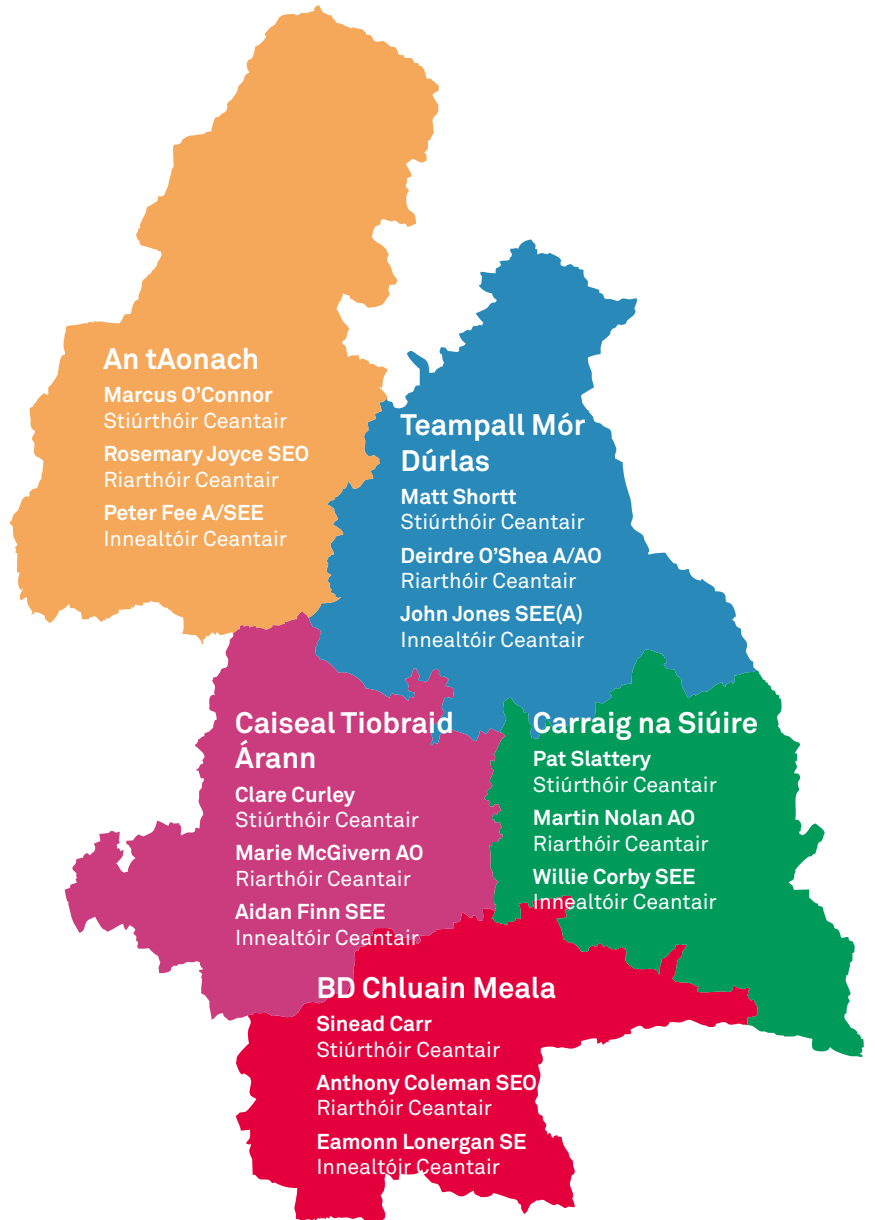 An tAonach
Marcus O’Connor
Stiúrthóir Ceantair
Rosemary Joyce SEO
Riarthóir Ceantair
Peter Fee A/SEE
Innealtóir Ceantair
Teampall Mór
Dúrlas
Matt Shortt
Stiúrthóir Ceantair
Deirdre O’Shea A/AO
Riarthóir Ceantair
John Jones SEE(A)
Innealtóir Ceantair
Caiseal Tiobraid
Árann
Clare Curley
Stiúrthóir Ceantair
Marie McGivern AO
Riarthóir Ceantair
Aidan Finn SEE
Innealtóir Ceantair
Carraig na Siúire
Pat Slattery
Stiúrthóir Ceantair
Martin Nolan AO
Riarthóir Ceantair
Willie Corby SEE
Innealtóir Ceantair
BD Chluain Meala
Sinead Carr
Stiúrthóir Ceantair
Anthony Coleman SEO
Riarthóir Ceantair
Eamonn Lonergan SE
Innealtóir Ceantair